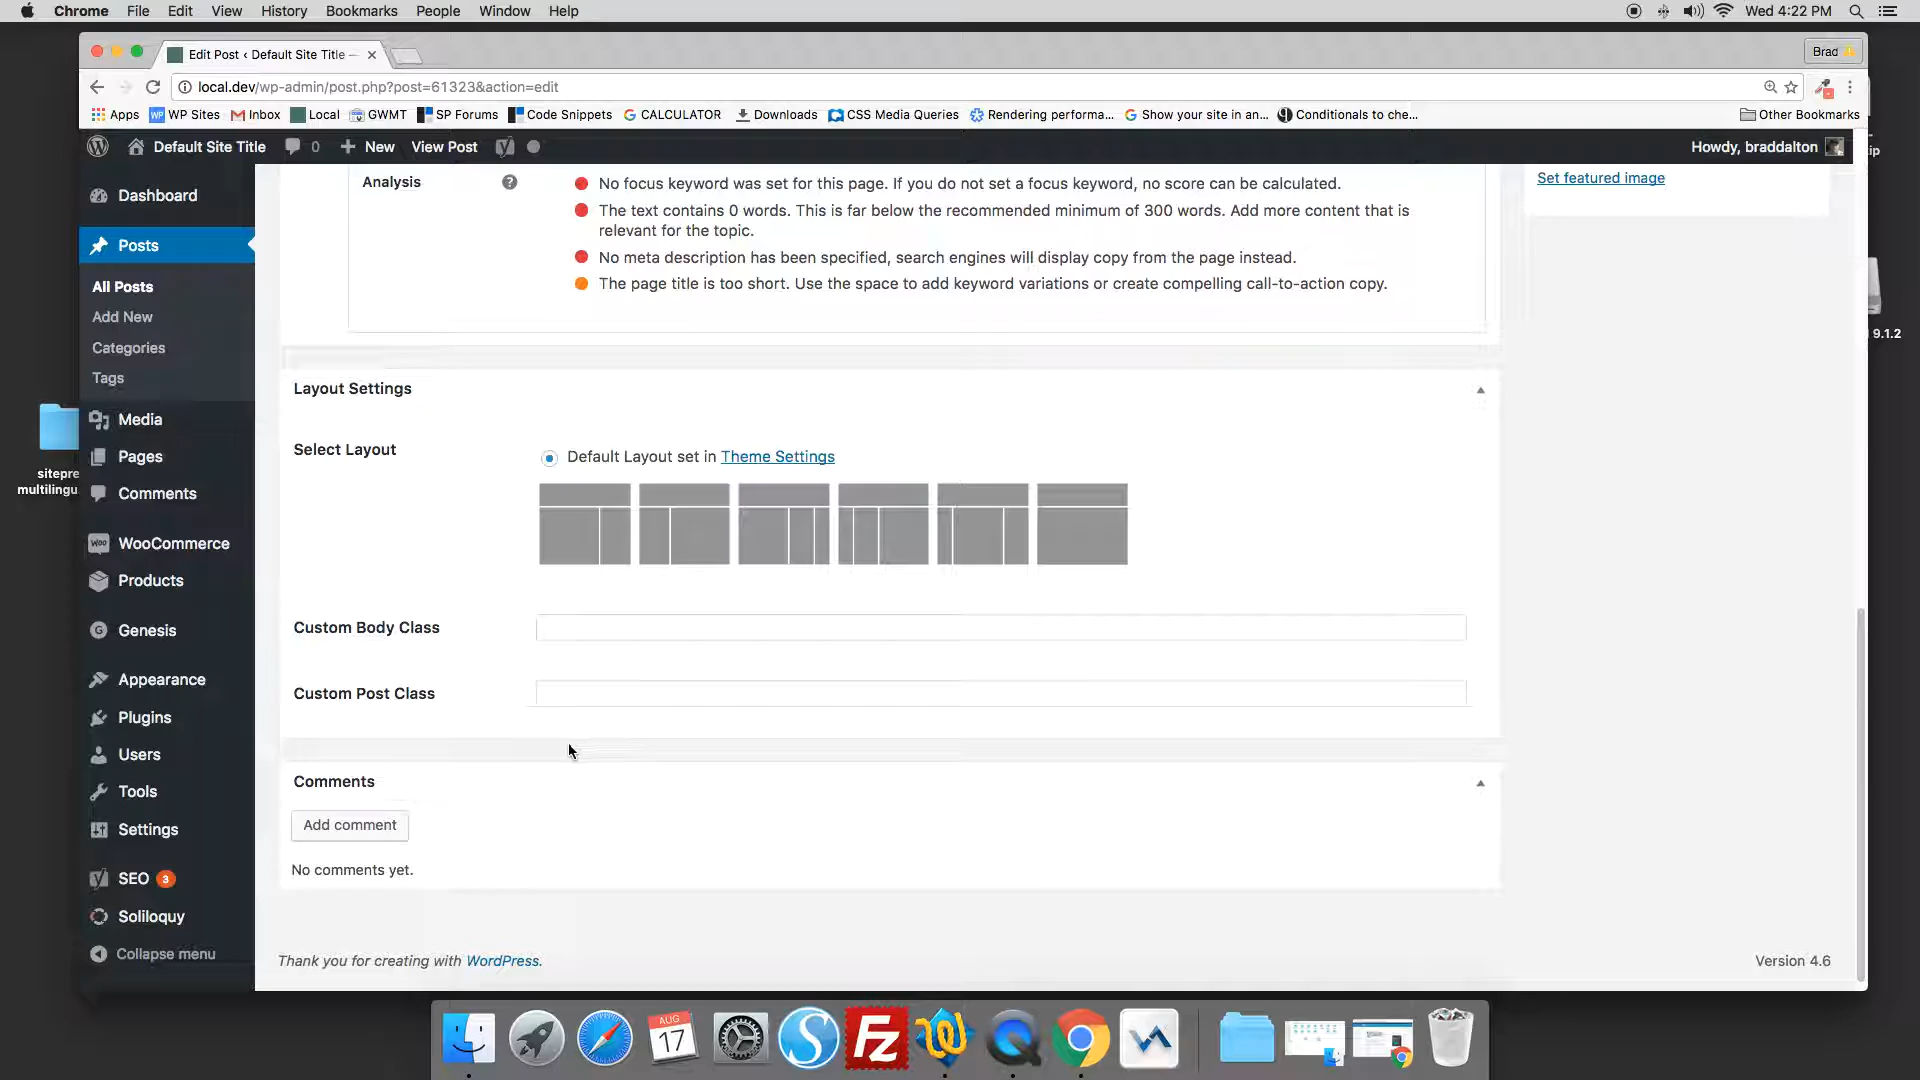 Chrome File Edit View History Bookmarks People Window Help Wed 4:22 PM
Edit Post ‹ Default Site Title — Brad
local.dev/wp-admin/post.php?post=61323&action=edit
Apps WP Sites Inbox Local GWMT SP Forums Code Snippets CALCULATOR Downloads CSS Media Queries Rendering performa... Show your site in an... Conditionals to che... Other Bookmarks
Default Site Title 0 New View Post Howdy, braddalton
Dashboard
Posts
All Posts
Add New
Categories
Tags
Media
Pages
Comments
WooCommerce
Products
Genesis
Appearance
Plugins
Users
Tools
Settings
SEO 3
Soliloquy
Collapse menu
Analysis
No focus keyword was set for this page. If you do not set a focus keyword, no score can be calculated.
The text contains 0 words. This is far below the recommended minimum of 300 words. Add more content that is
relevant for the topic.
No meta description has been specified, search engines will display copy from the page instead.
The page title is too short. Use the space to add keyword variations or create compelling call-to-action copy.
Set featured image
Layout Settings
Select Layout
Default Layout set in Theme Settings
Custom Body Class
Custom Post Class
Comments
Add comment
No comments yet.
Thank you for creating with WordPress.
Version 4.6
sitepre
multilingu
ip
9.1.2
AUG
17